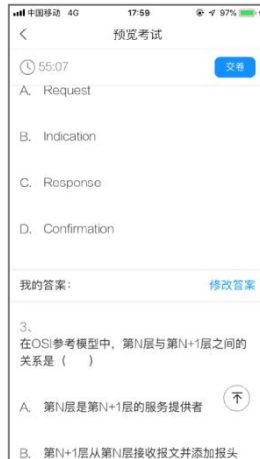 中国移动 4G 17:59 97%
预览考试
55:07 交卷
A. Request
B. Indication
C. Response
D. Confirmation
我的答案: 修改答案
3、
在OSI参考模型中，第N层与第N+1层之间的
关系是（ ）
A. 第N层是第N+1层的服务提供者
B. 第N+1层从第N层接收报文并添加报头